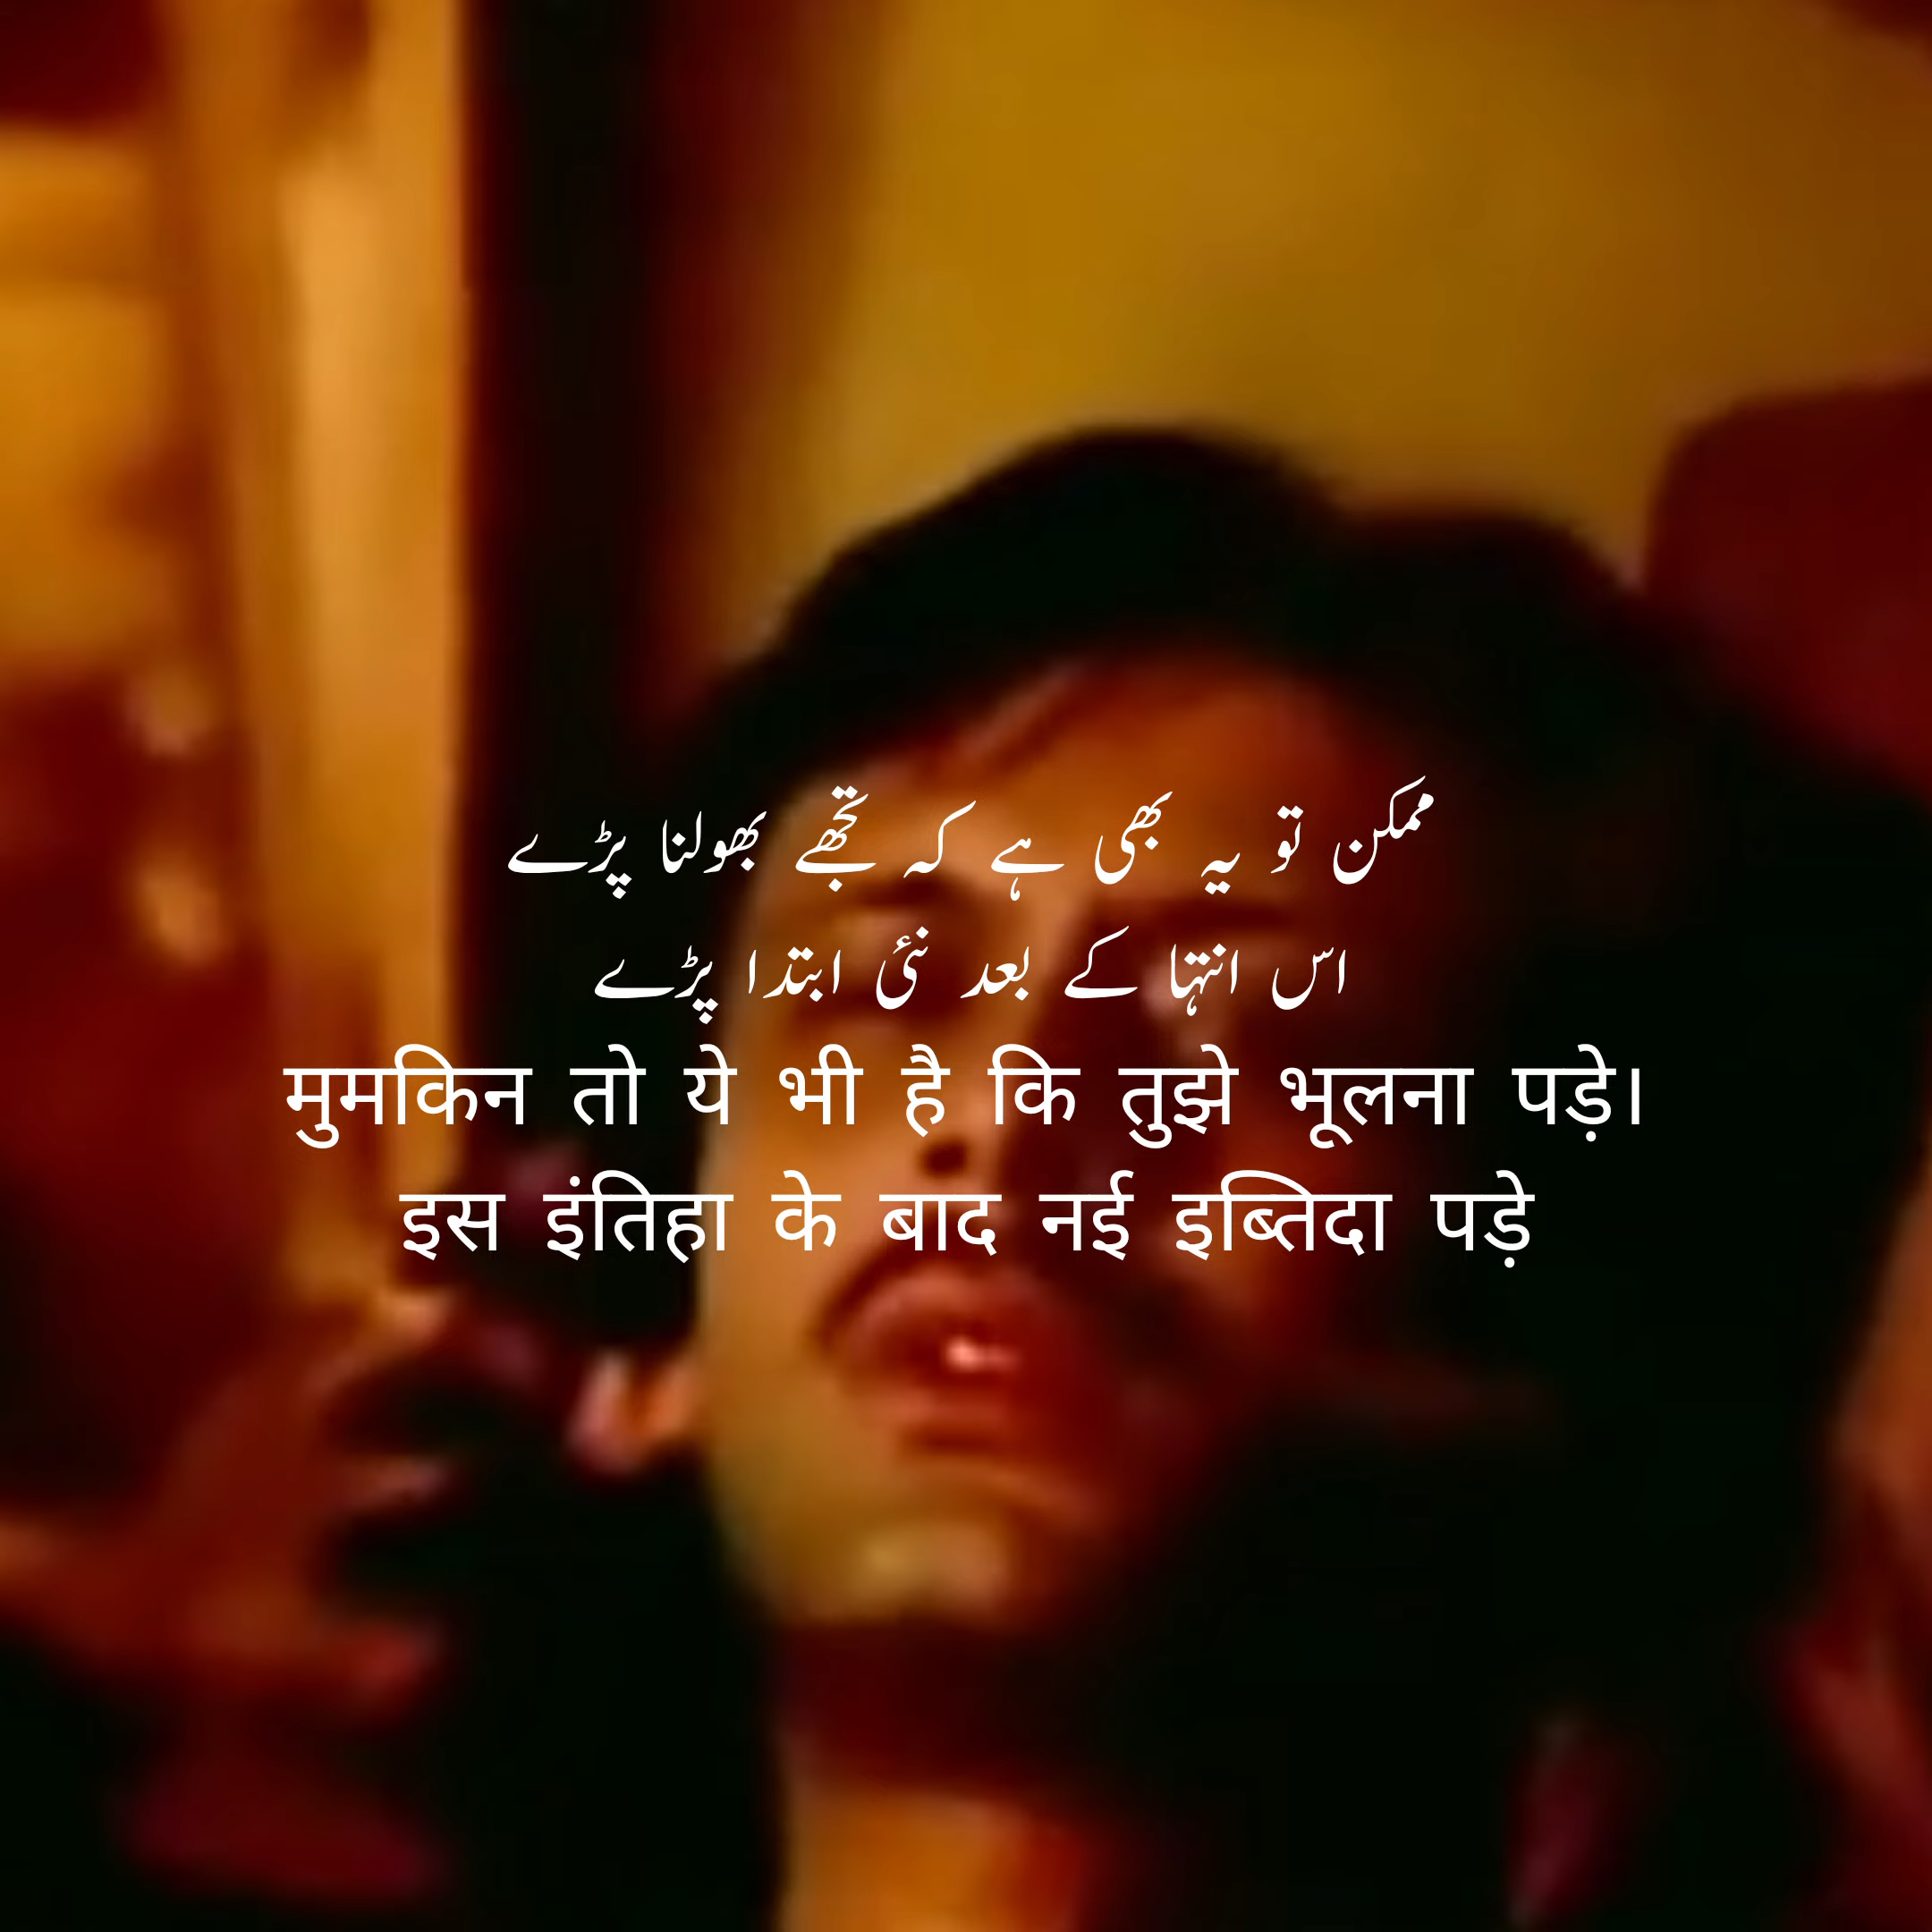 ممکن تو یہ بھی ہے کہ تجھے بھولنا پڑے
اس انتہا کے بعد نئی ابتدا پڑے
मुमकिन तो ये भी है कि तुझे भूलना पड़े।
इस इंतिहा के बाद नई इब्तिदा पड़े